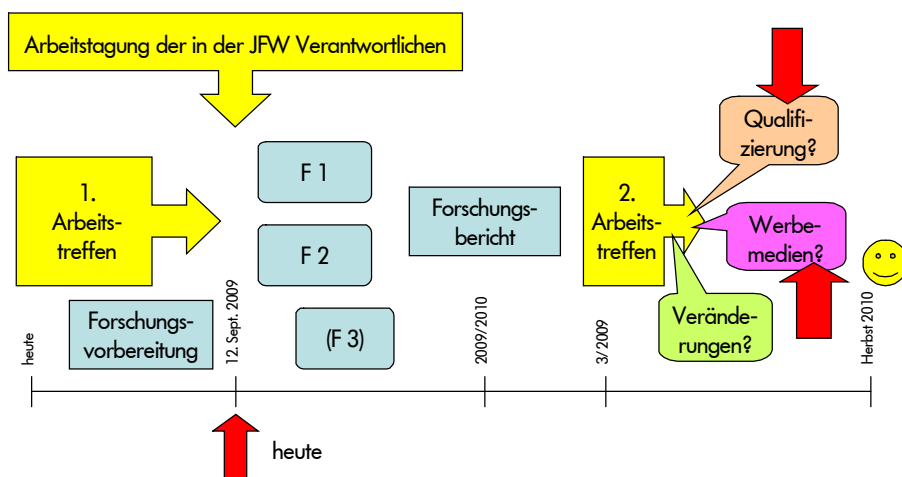 Arbeitstagung der in der JFW Verantwortlichen
Qualifi-
zierung?
F 1
1.
Arbeits-
treffen
Forschungs-
bericht
2.
Arbeits-
treffen
Werbe-
medien?
F 2
Forschungs-
vorbereitung
(F 3)
Verände-
rungen?
heute
12. Sept. 2009
2009/2010
3/2009
Herbst 2010
heute